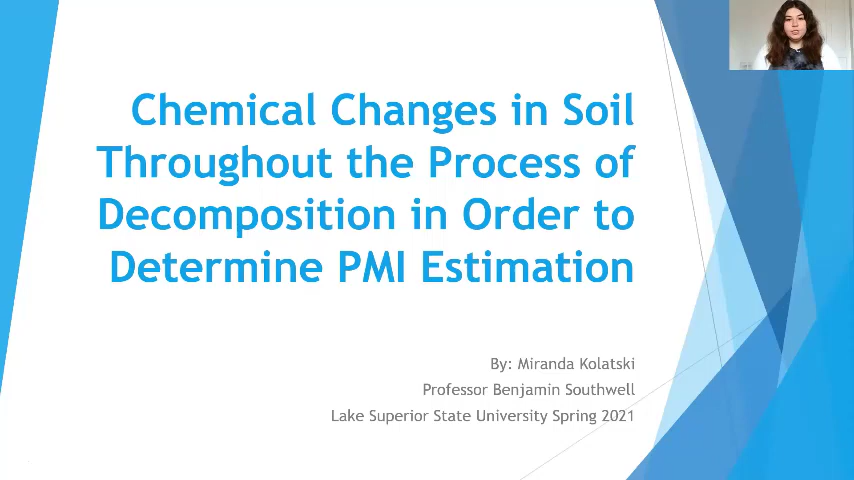 Chemical Changes in Soil
Throughout the Process of
Decomposition in Order to
Determine PMI Estimation
By: Miranda Kolatski
Professor Benjamin Southwell
Lake Superior State University Spring 2021